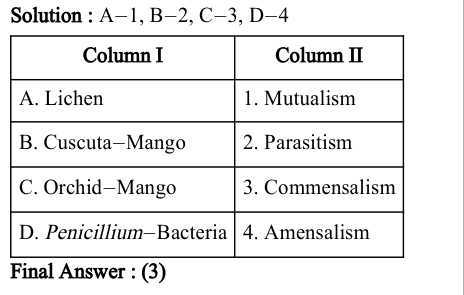 Solution : A–1, B–2, C–3, D–4
Column I Column II
A. Lichen 1. Mutualism
B. Cuscuta–Mango 2. Parasitism
C. Orchid–Mango 3. Commensalism
D. Penicillium–Bacteria 4. Amensalism
Final Answer : (3)